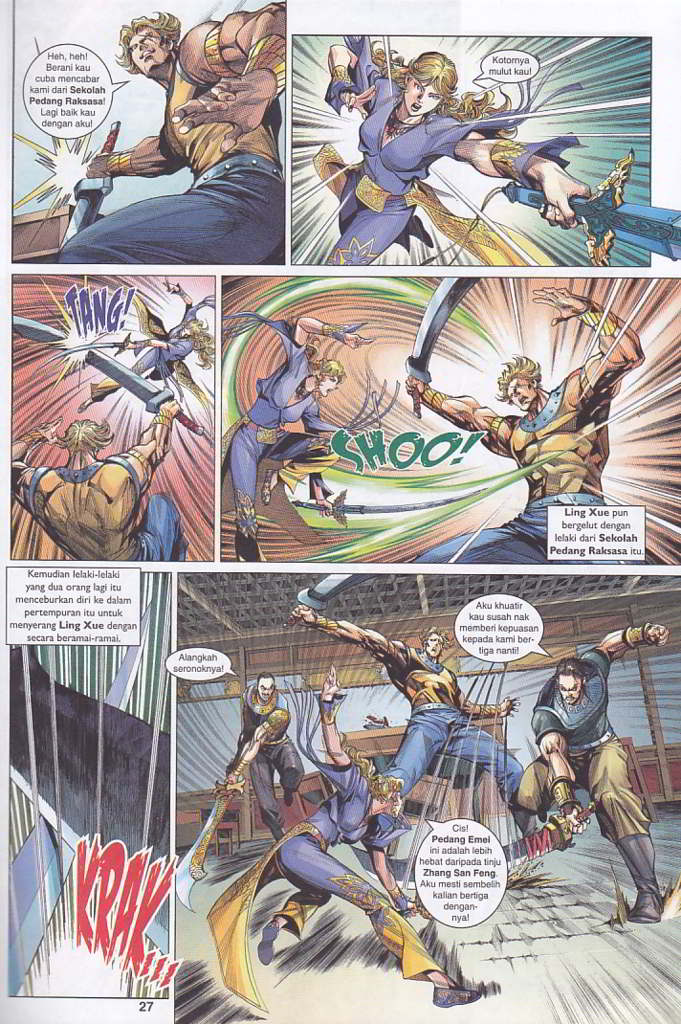 Heh, heh!
Berani kau
cuba mencabar
kami dari Sekolah
Pedang Raksasa!
Lagi baik kau
dengan aku!
Kotornya
mulut kau!
TANG!
SHOO!
Ling Xue pun
bergelut dengan
lelaki dari Sekolah
Pedang Raksasa itu.
Kemudian lelaki-lelaki
yang dua orang lagi itu
menceburkan diri ke dalam
pertempuran itu untuk
menyerang Ling Xue dengan
secara beramai-ramai.
KRAK...
Alangkah
seronoknya!
Aku khuatir
kau susah nak
memberi kepuasan
kepada kami ber-
tiga nanti!
Cis!
Pedang Emei
ini adalah lebih
hebat daripada tinju
Zhang San Feng.
Aku mesti sembelih
kalian bertiga
dengan-
nya!
27